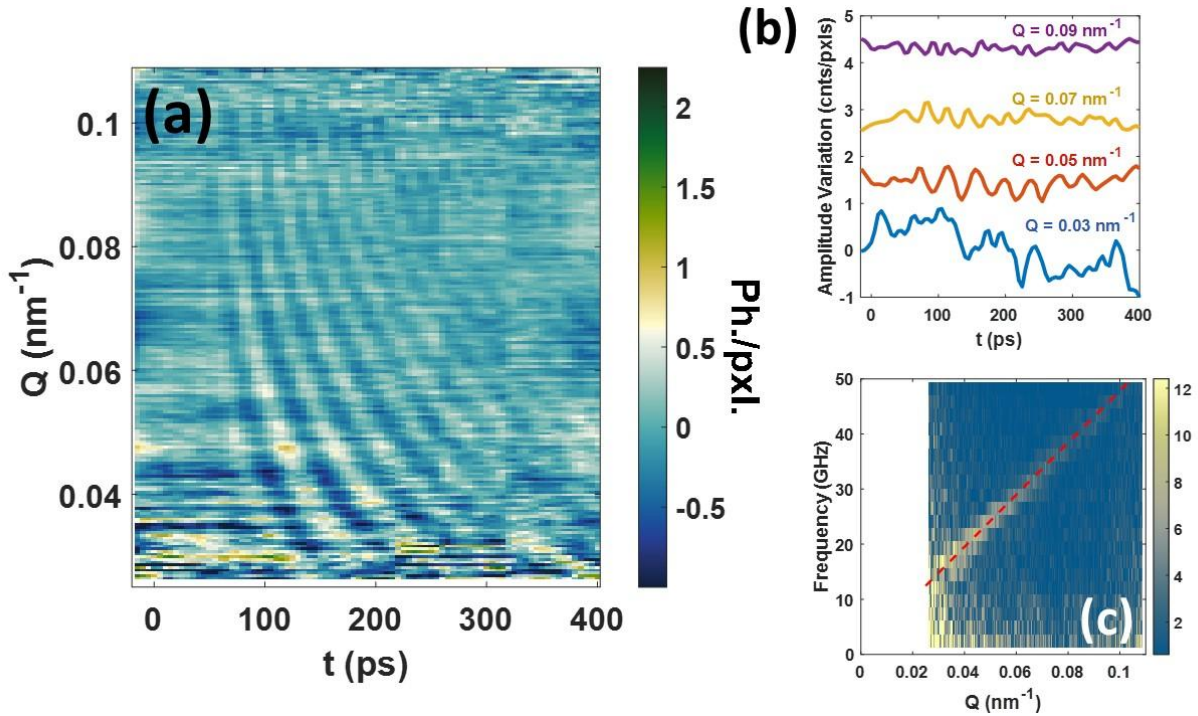 (a)
0.1
0.08
0.06
0.04
Q (nm-1)
0 100 200 300 400
t (ps)
2
1.5
1
0.5
0
-0.5
Ph./pxl.
(b)
5
4
3
2
1
0
-1
Amplitude Variation (cnts/pxls)
Q = 0.09 nm-1
Q = 0.07 nm-1
Q = 0.05 nm-1
Q = 0.03 nm-1
0 100 200 300 400
t (ps)
50
40
30
20
10
0
Frequency (GHz)
(c)
0 0.02 0.04 0.06 0.08 0.1
Q (nm-1)
12
10
8
6
4
2